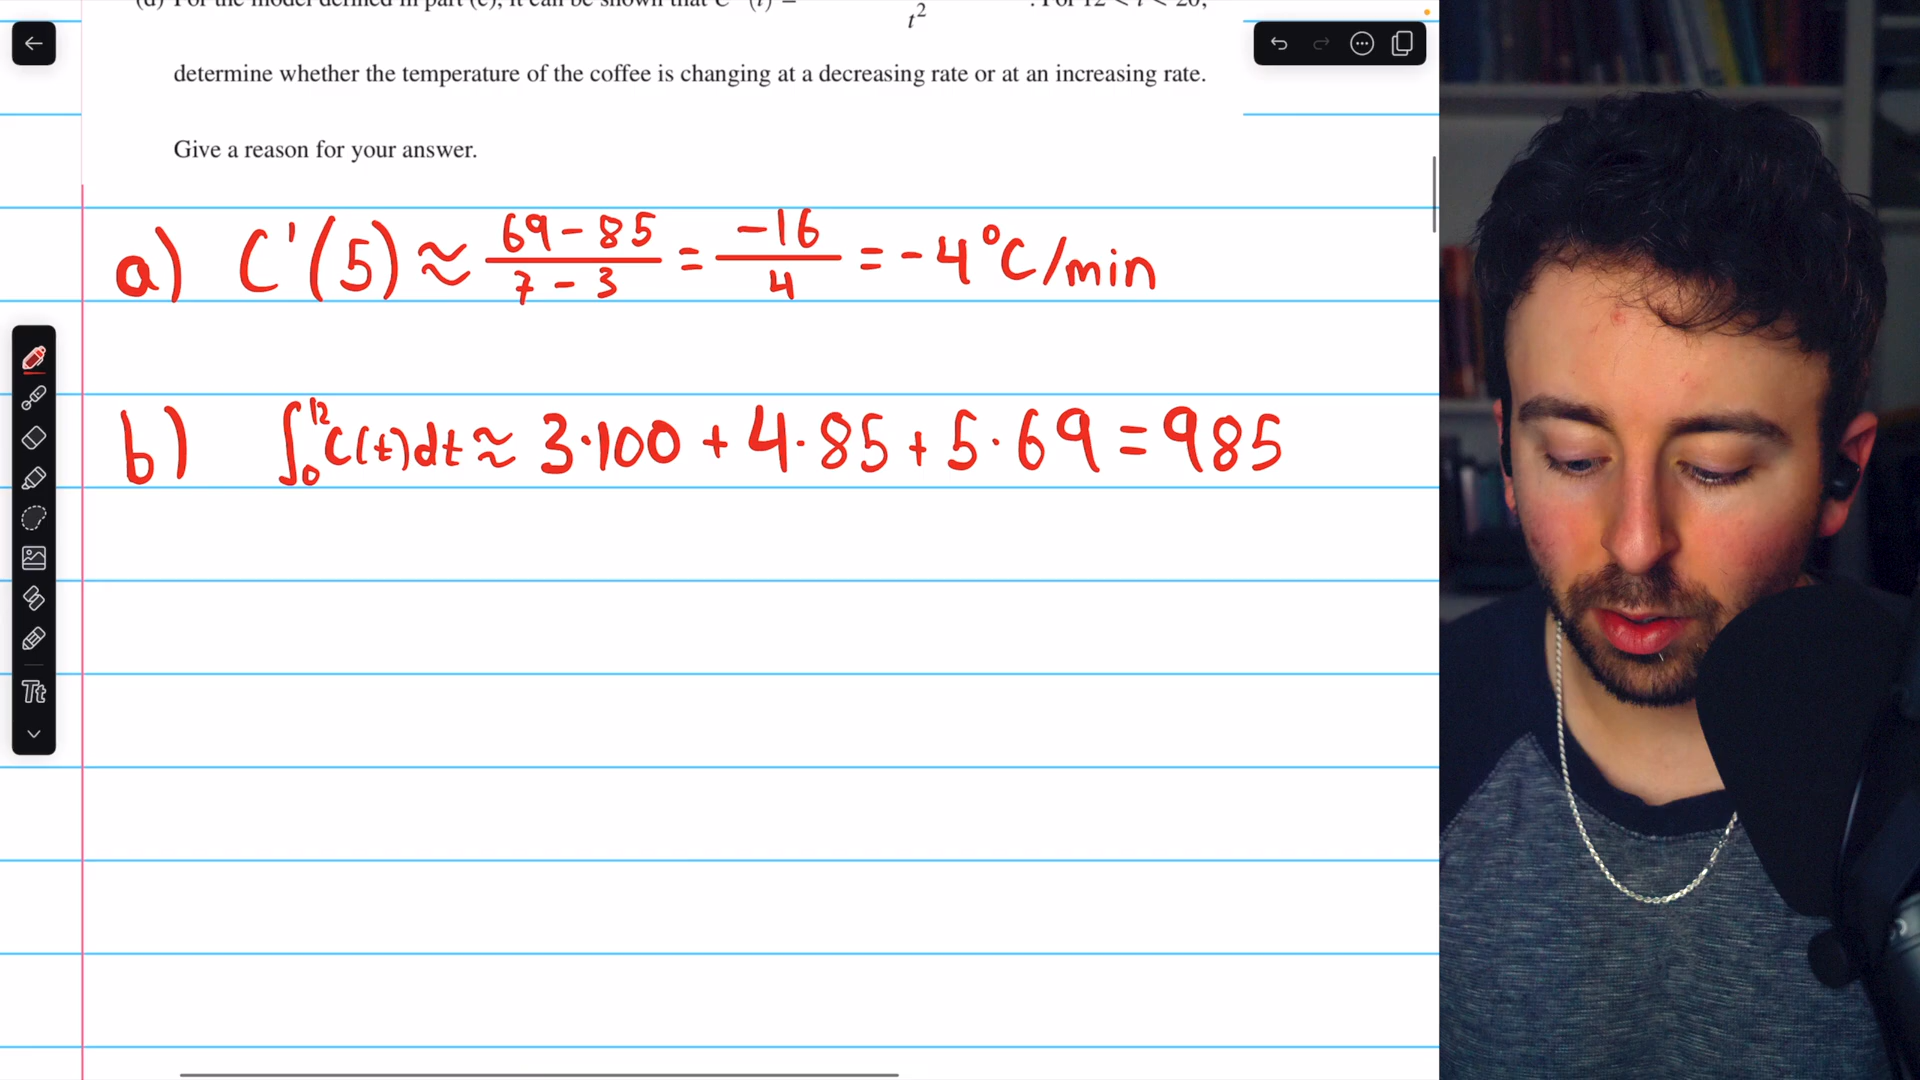 t²
determine whether the temperature of the coffee is changing at a decreasing rate or at an increasing rate.
Give a reason for your answer.
a) C'(5) ≈ (69-85)/(7-3) = -16/4 = -4°C/min
b) ∫₀¹² C(t)dt ≈ 3·100 + 4·85 + 5·69 = 985
Tt